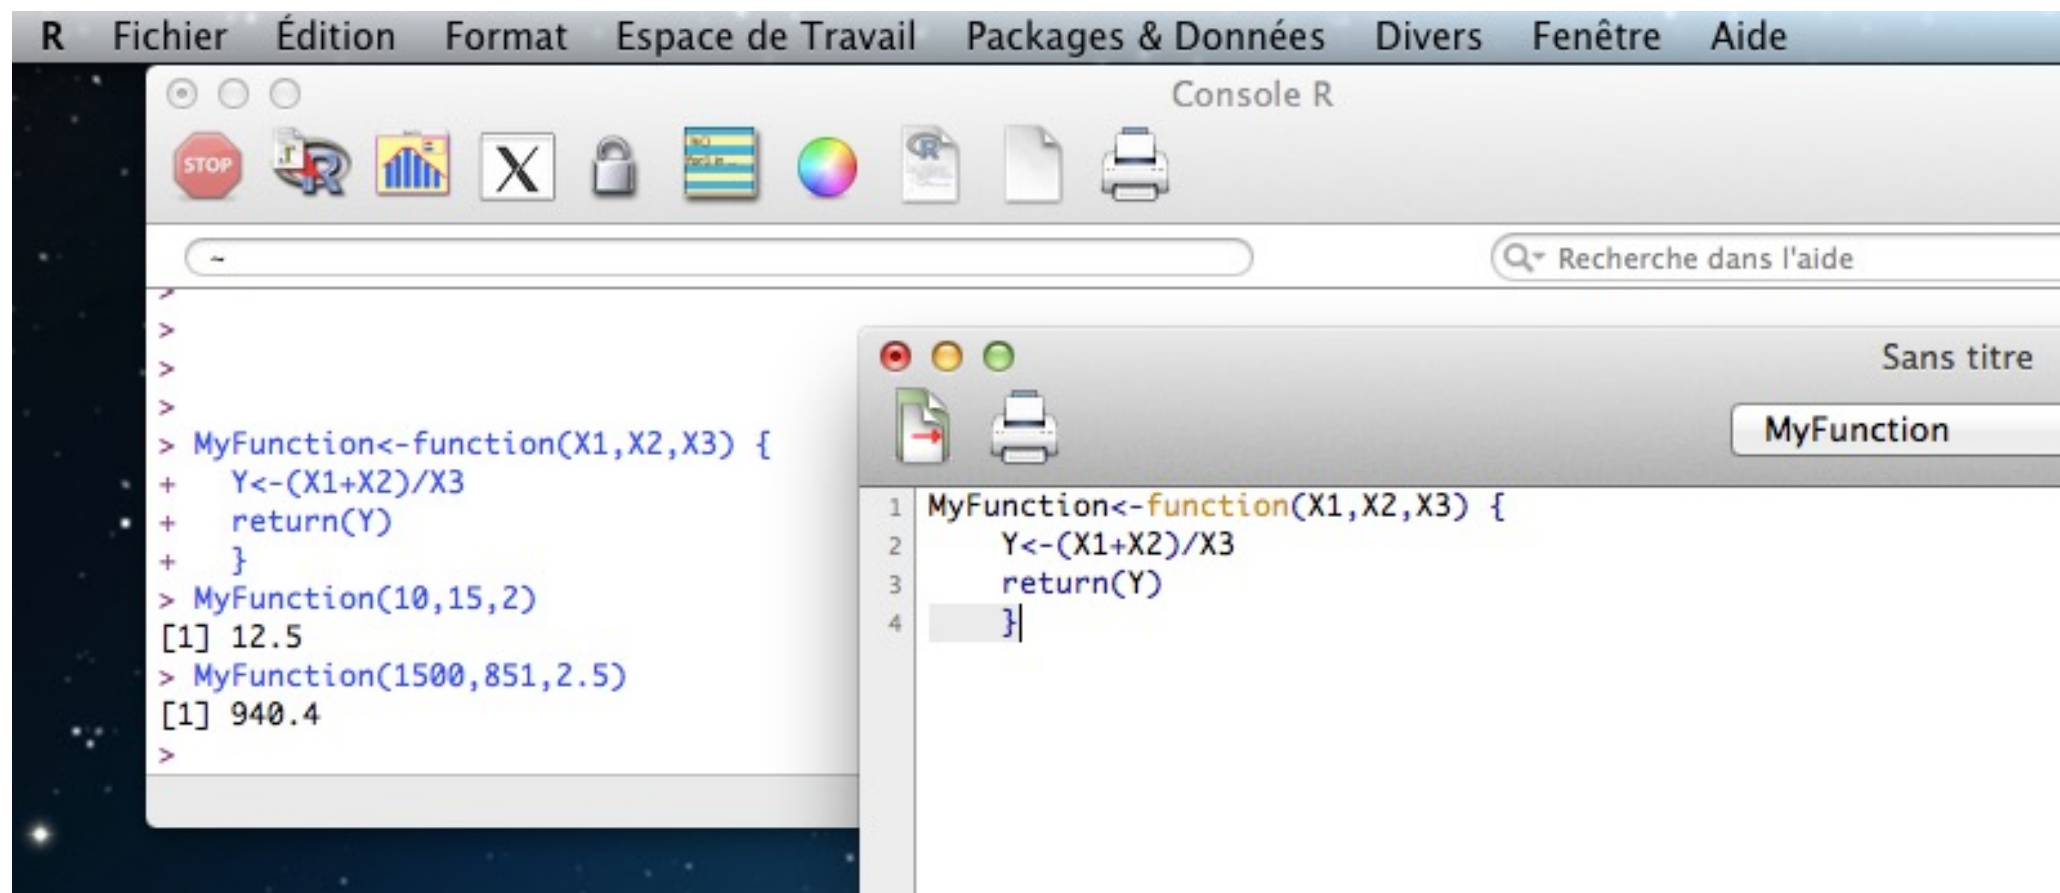 R Fichier Édition Format Espace de Travail Packages & Données Divers Fenêtre Aide
Console R
STOP
X
~
Recherche dans l'aide
>
>
>
>
> MyFunction<-function(X1,X2,X3) {
+ Y<-(X1+X2)/X3
+ return(Y)
+ }
> MyFunction(10,15,2)
[1] 12.5
> MyFunction(1500,851,2.5)
[1] 940.4
>
Sans titre
MyFunction
1 MyFunction<-function(X1,X2,X3) {
2 Y<-(X1+X2)/X3
3 return(Y)
4 }